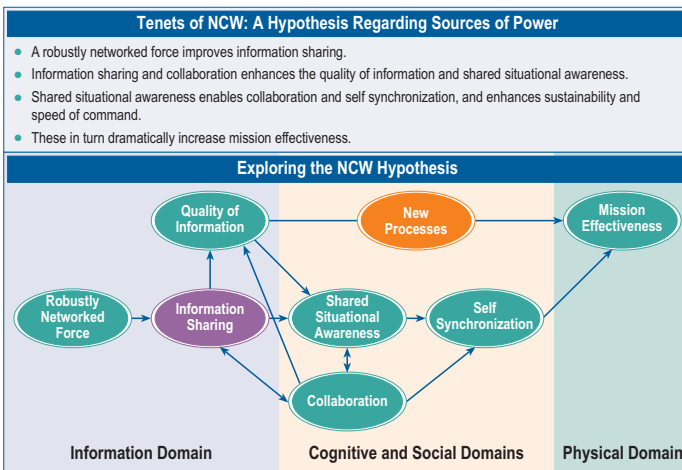 Tenets of NCW: A Hypothesis Regarding Sources of Power
• A robustly networked force improves information sharing.
• Information sharing and collaboration enhances the quality of information and shared situational awareness.
• Shared situational awareness enables collaboration and self synchronization, and enhances sustainability and
speed of command.
• These in turn dramatically increase mission effectiveness.
Exploring the NCW Hypothesis
Quality of
Information
New
Processes
Mission
Effectiveness
Robustly
Networked
Force
Information
Sharing
Shared
Situational
Awareness
Self
Synchronization
Collaboration
Information Domain
Cognitive and Social Domains
Physical Domain